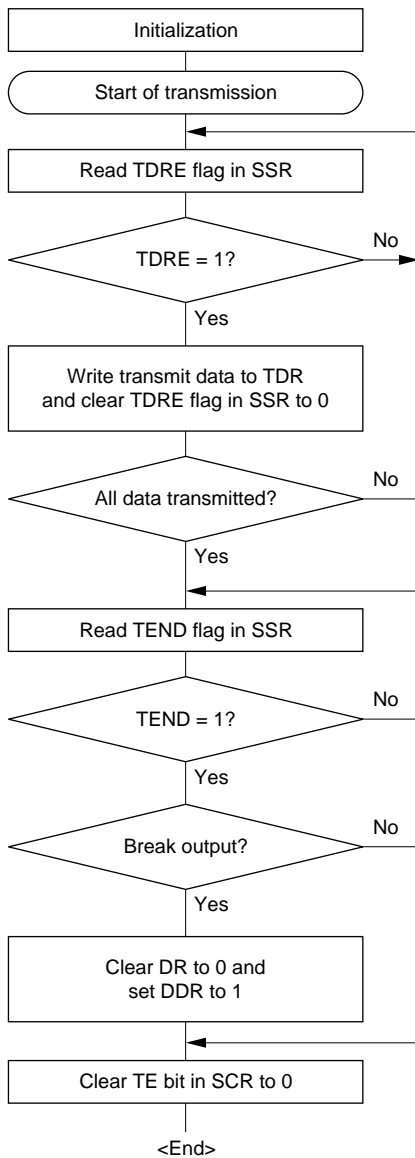 Initialization
Start of transmission
Read TDRE flag in SSR
TDRE = 1?
No
Yes
Write transmit data to TDR
and clear TDRE flag in SSR to 0
All data transmitted?
No
Yes
Read TEND flag in SSR
TEND = 1?
No
Yes
Break output?
No
Yes
Clear DR to 0 and
set DDR to 1
Clear TE bit in SCR to 0
<End>